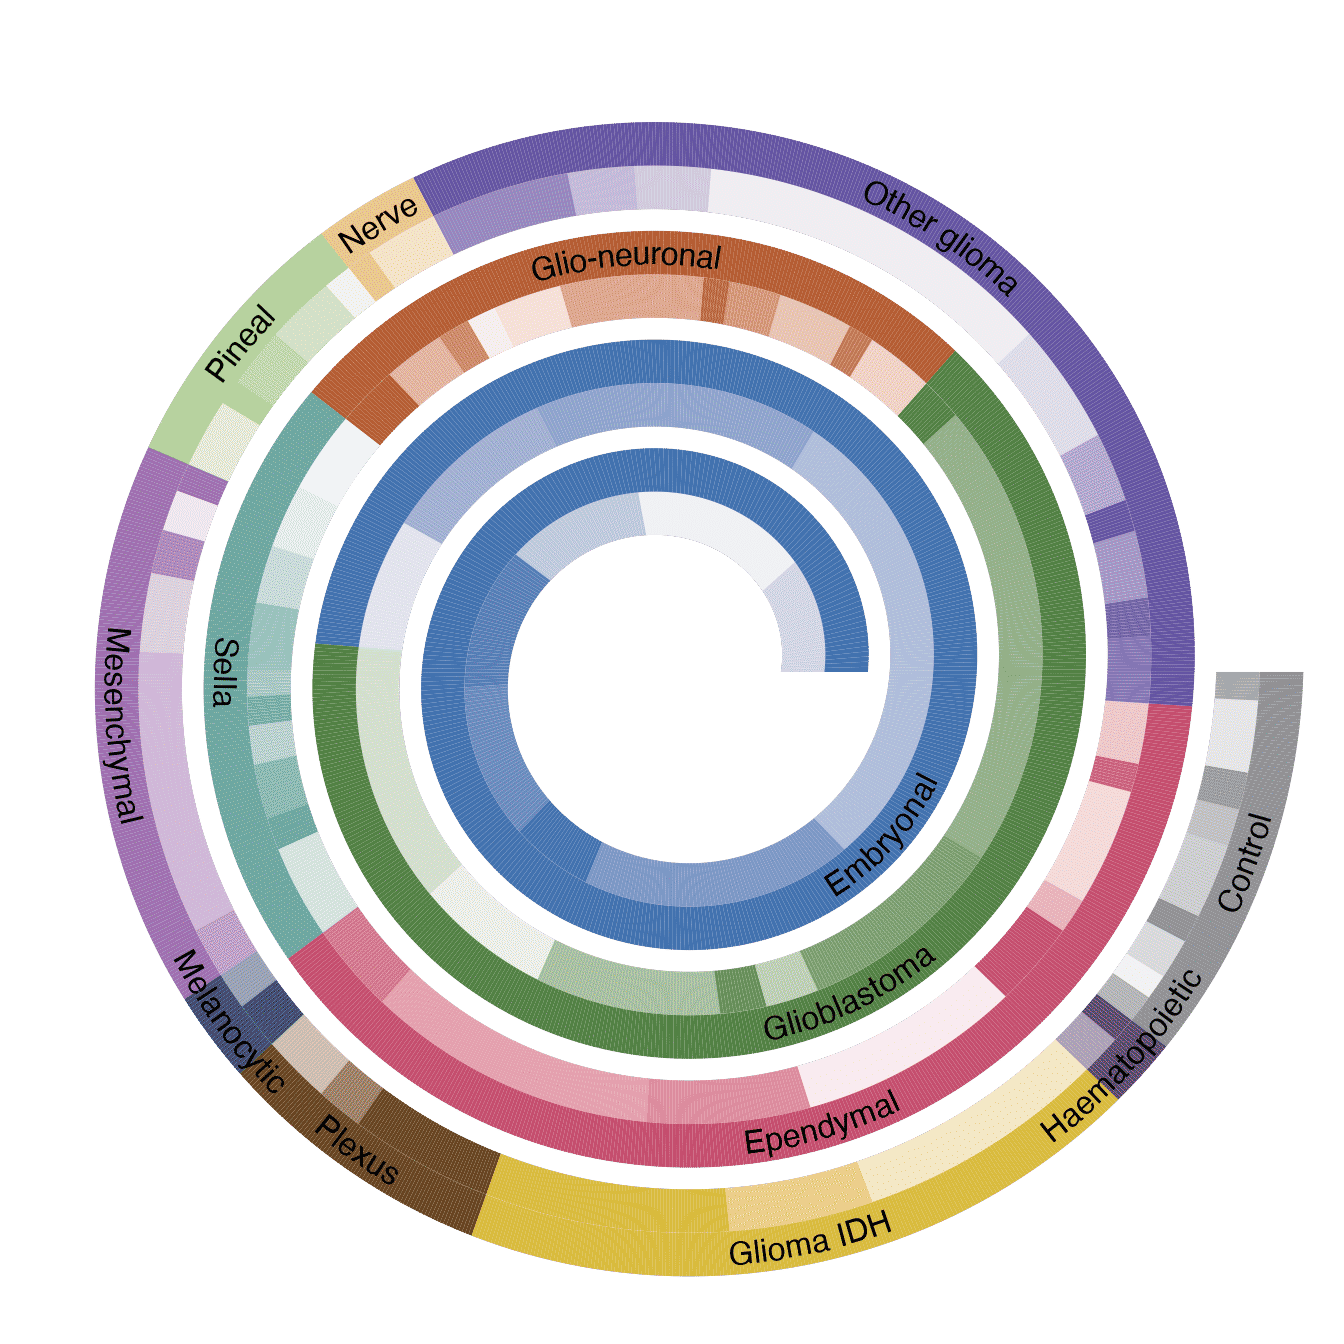 Nerve
Other glioma
Glio-neuronal
Pineal
Sella
Mesenchymal
Embryonal
Control
Glioblastoma
Melanocytic
Haematopoietic
Plexus
Ependymal
Glioma IDH